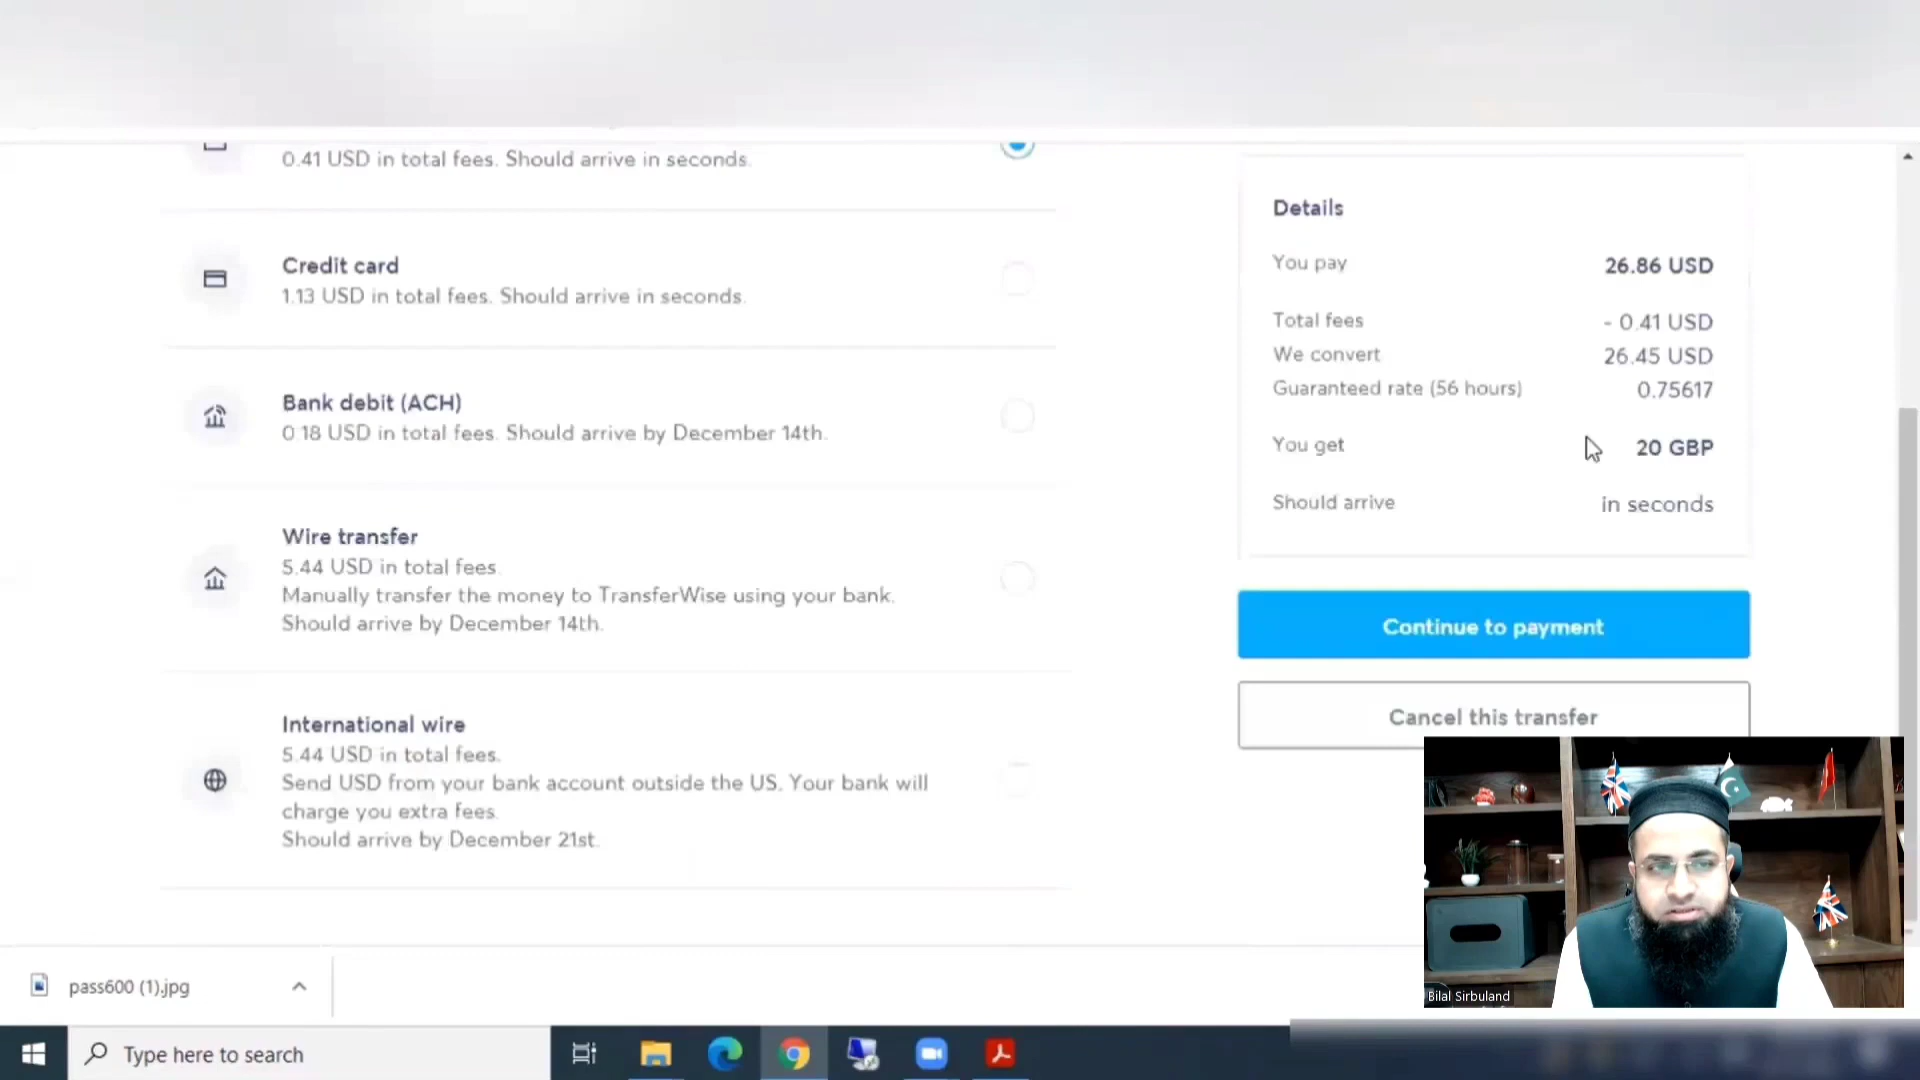 0.41 USD in total fees. Should arrive in seconds.
Credit card
1.13 USD in total fees. Should arrive in seconds.
Bank debit (ACH)
0.18 USD in total fees. Should arrive by December 14th.
Wire transfer
5.44 USD in total fees.
Manually transfer the money to TransferWise using your bank.
Should arrive by December 14th.
International wire
5.44 USD in total fees.
Send USD from your bank account outside the US. Your bank will
charge you extra fees.
Should arrive by December 21st.
Details
You pay 26.86 USD
Total fees - 0.41 USD
We convert 26.45 USD
Guaranteed rate (56 hours) 0.75617
You get 20 GBP
Should arrive in seconds
Continue to payment
Cancel this transfer
Bilal Sirbuland
pass600 (1).jpg
Type here to search